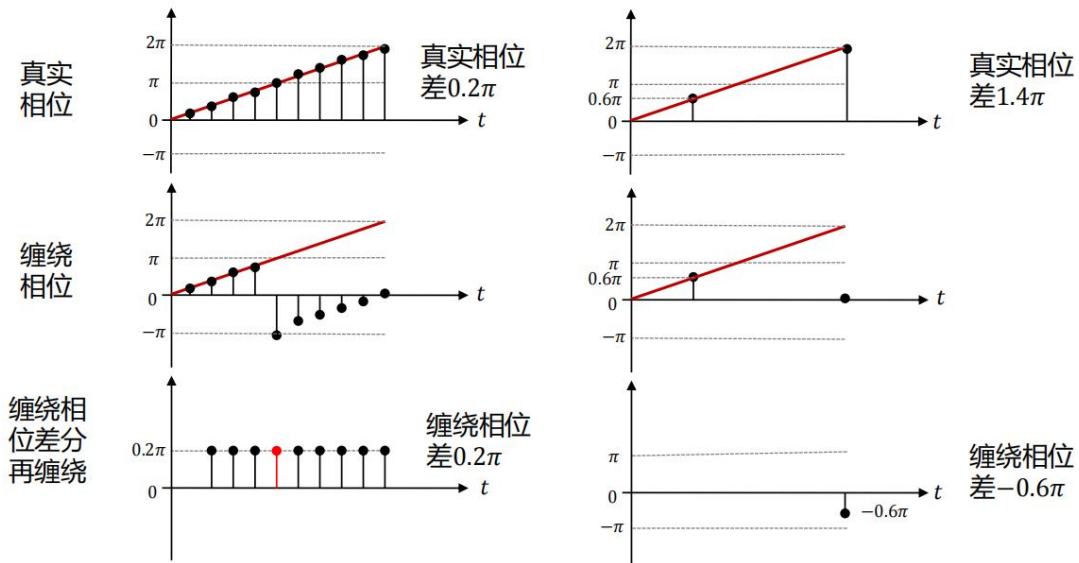 真实
相位
2π
π
0
−π
t
真实相位
差0.2π
2π
π
0.6π
0
−π
t
真实相位
差1.4π
缠绕
相位
2π
π
0
−π
t
2π
π
0.6π
0
−π
t
缠绕相
位差分
再缠绕
0.2π
0
t
缠绕相位
差0.2π
π
0
−π
t
−0.6π
缠绕相位
差−0.6π